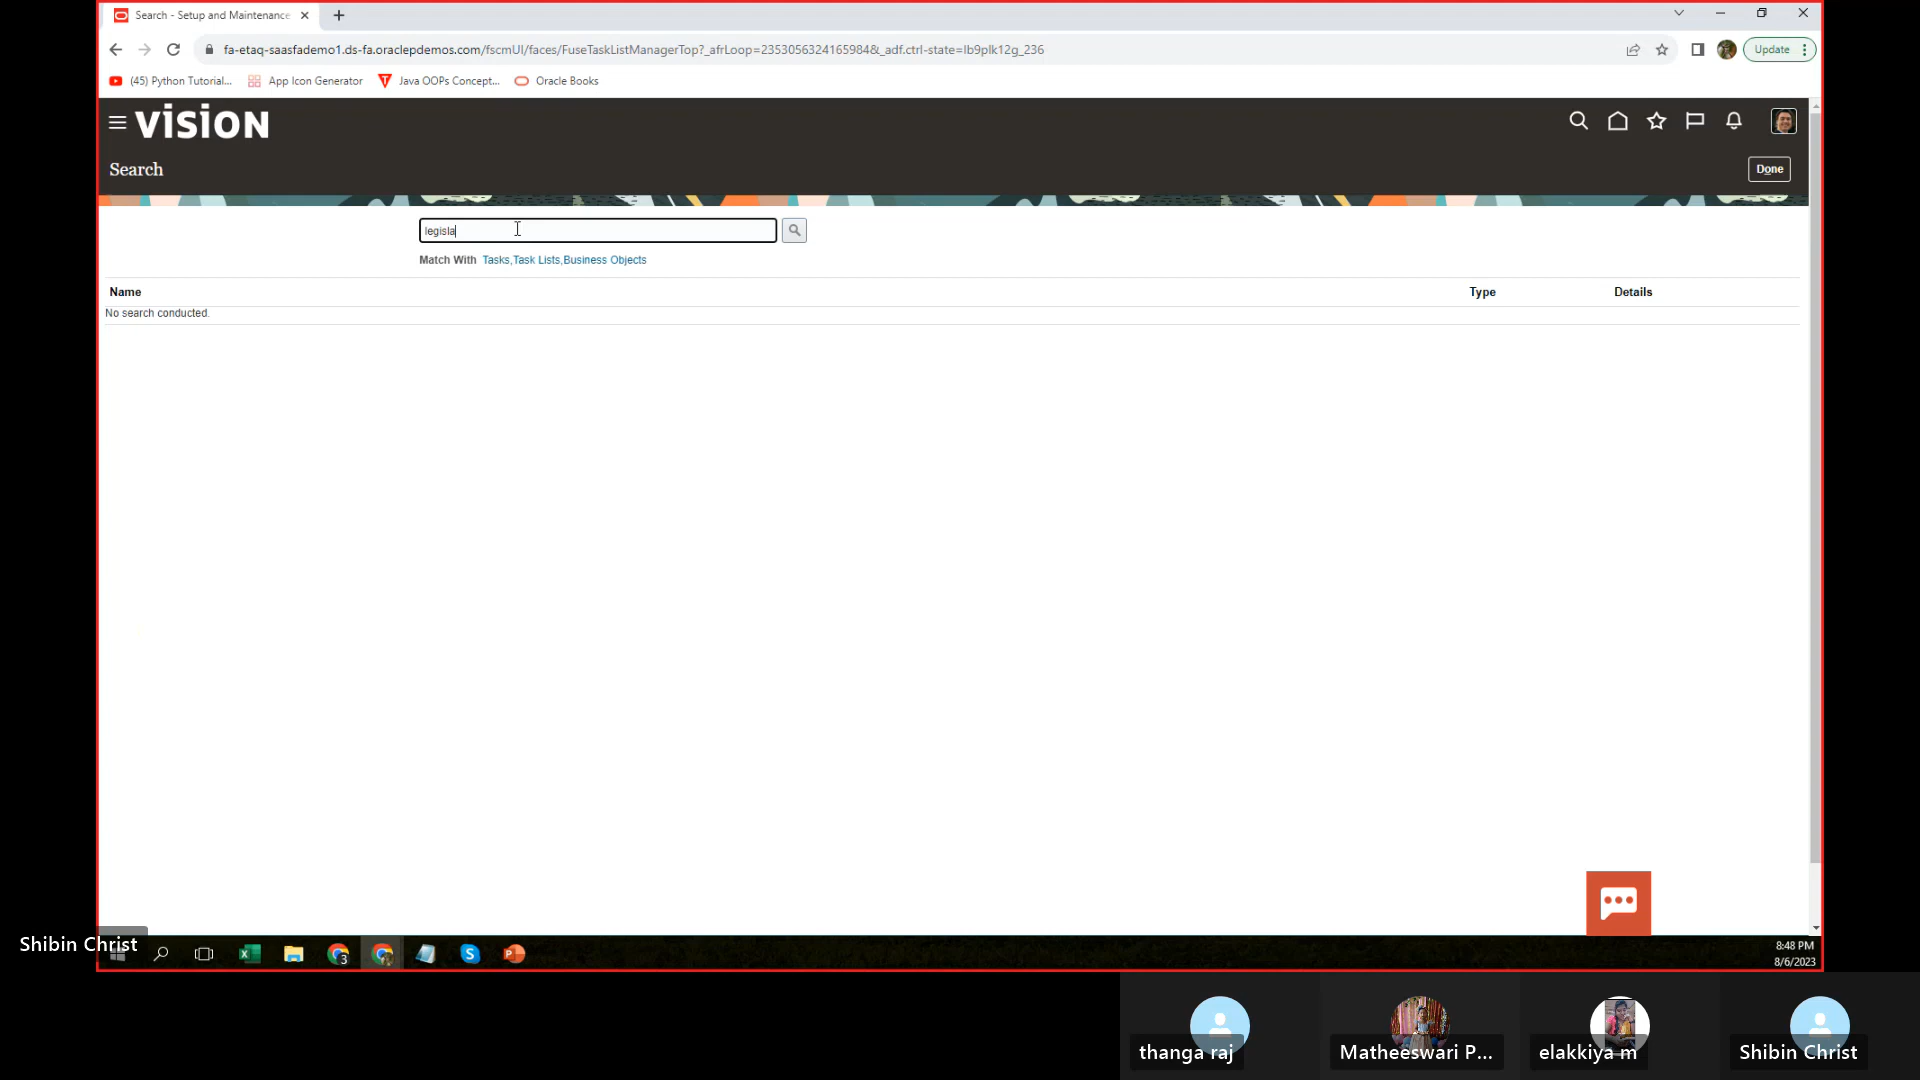 Search - Setup and Maintenance
fa-etaq-saasfademo1.ds-fa.oraclepdemos.com/fscmUI/faces/FuseTaskListManagerTop?_afrLoop=23530563241659848&_adf.ctrl-state=lb9plk12g_236
Update
(45) Python Tutorial...
App Icon Generator
Java OOPs Concept...
Oracle Books
VISION
Search
Done
legisla
Match With Tasks,Task Lists,Business Objects
Name Type Details
No search conducted.
Shibin Christ
3
8:48 PM
8/6/2023
thanga raj
Matheeswari P...
elakkiya m
Shibin Christ